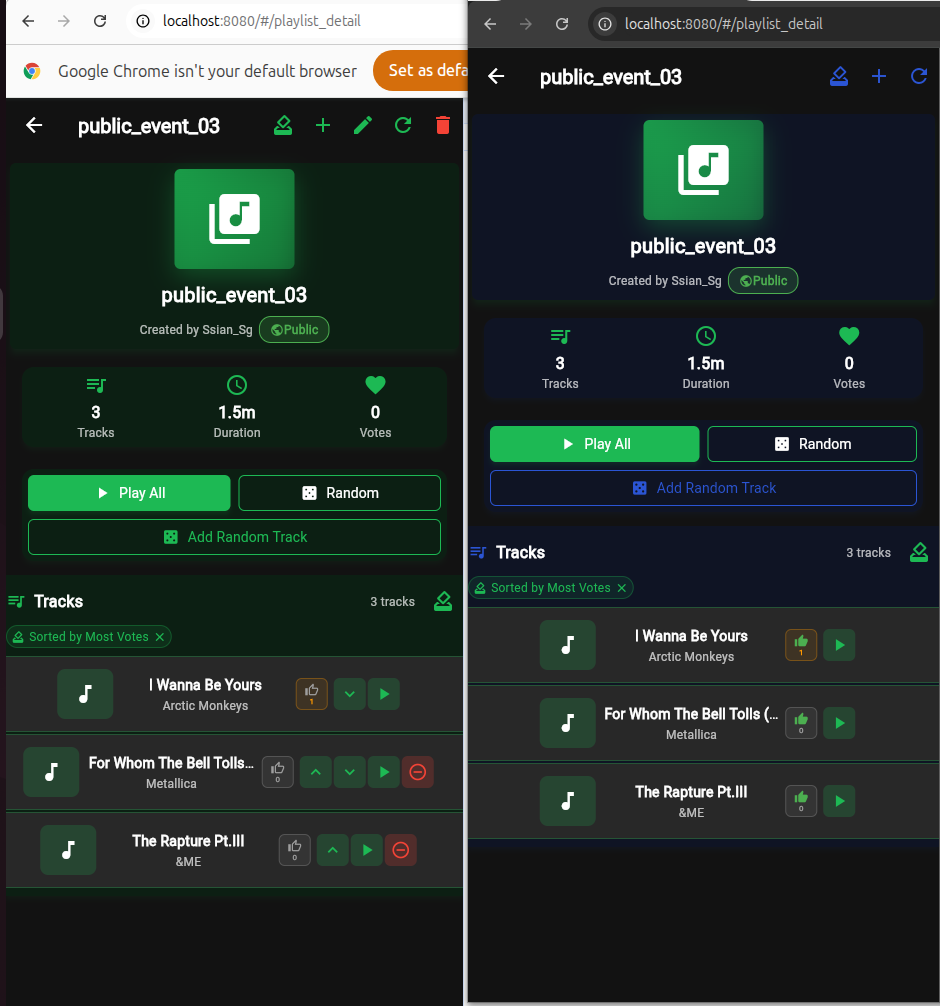 localhost:8080/#/playlist_detail
Google Chrome isn't your default browser
Set as defa
public_event_03
public_event_03
Created by Ssian_Sg
Public
3
1.5m
0
Tracks
Duration
Votes
Play All
Random
Add Random Track
Tracks
3 tracks
Sorted by Most Votes
I Wanna Be Yours
Arctic Monkeys
1
For Whom The Bell Tolls...
Metallica
0
The Rapture Pt.III
&ME
0
localhost:8080/#/playlist_detail
public_event_03
public_event_03
Created by Ssian_Sg
Public
3
1.5m
0
Tracks
Duration
Votes
Play All
Random
Add Random Track
Tracks
3 tracks
Sorted by Most Votes
I Wanna Be Yours
Arctic Monkeys
1
For Whom The Bell Tolls (...
Metallica
0
The Rapture Pt.III
&ME
0